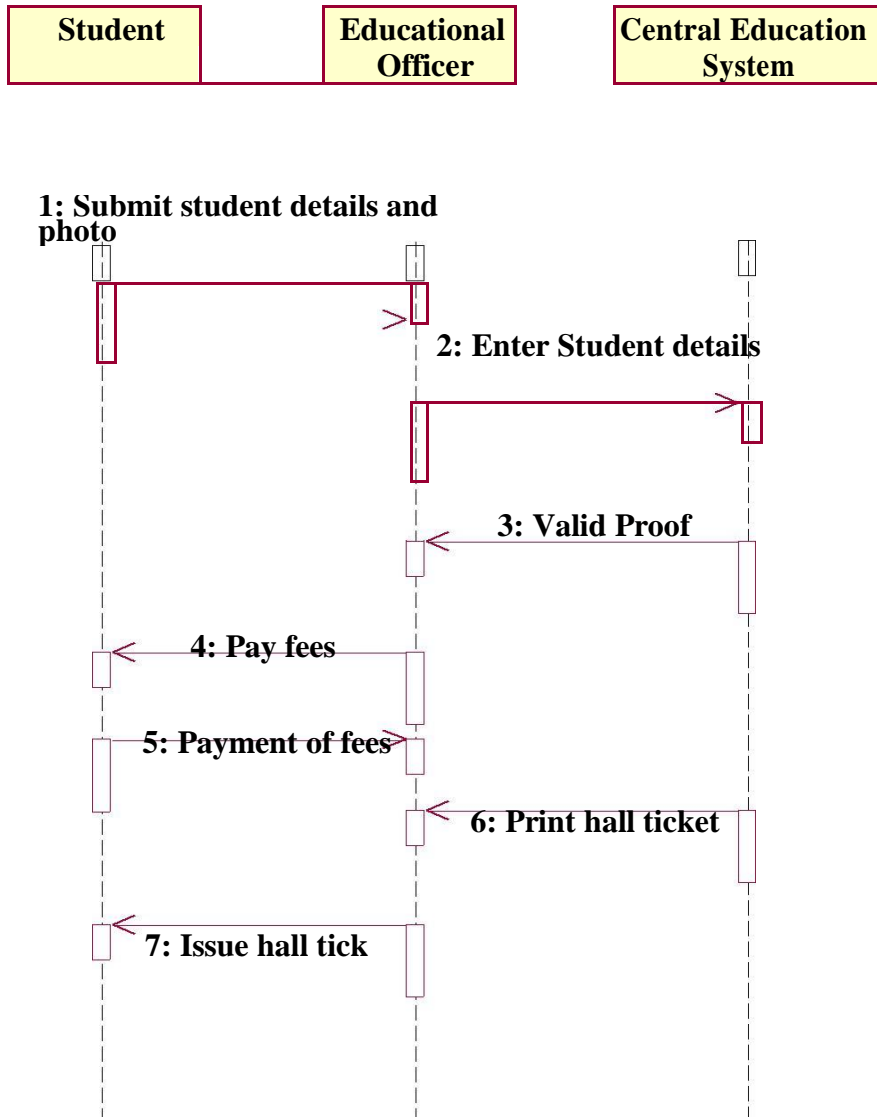 Student
Educational
Officer
Central Education
System
1: Submit student details and
photo
2: Enter Student details
3: Valid Proof
4: Pay fees
5: Payment of fees
6: Print hall ticket
7: Issue hall tick